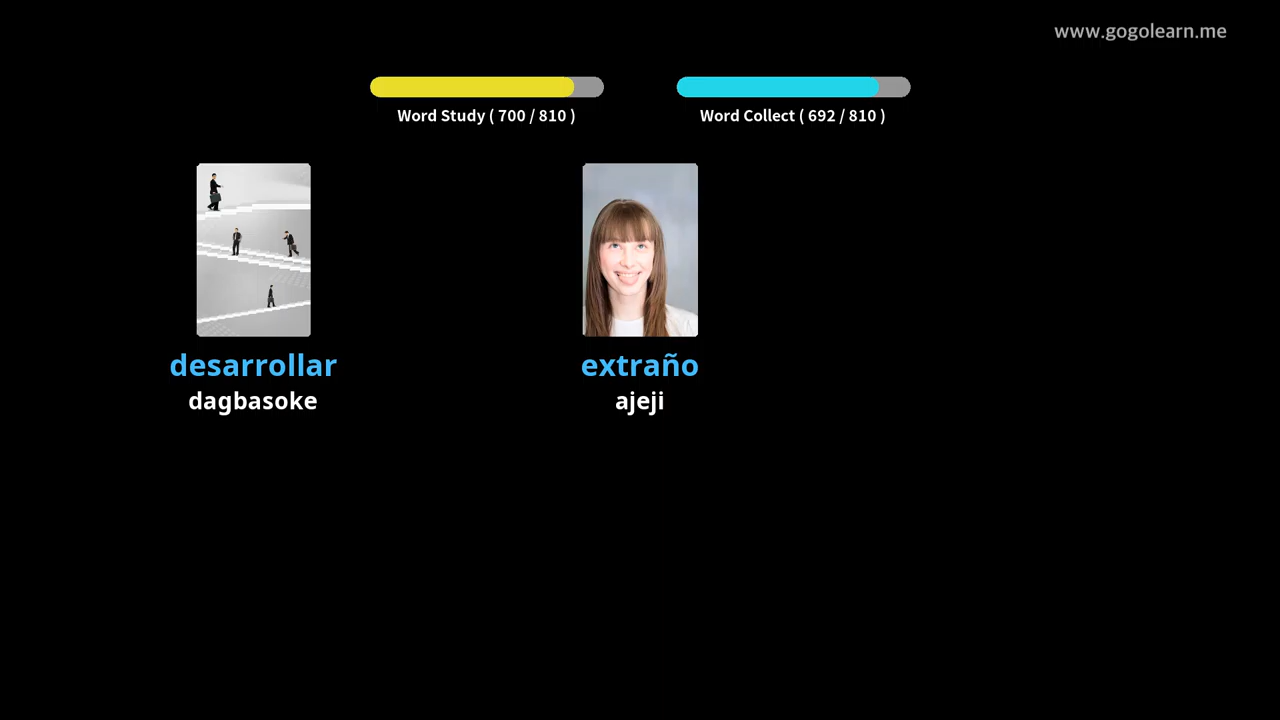 www.gogolearn.me
Word Study ( 700 / 810 )
Word Collect ( 692 / 810 )
desarrollar
dagbasoke
extraño
ajeji